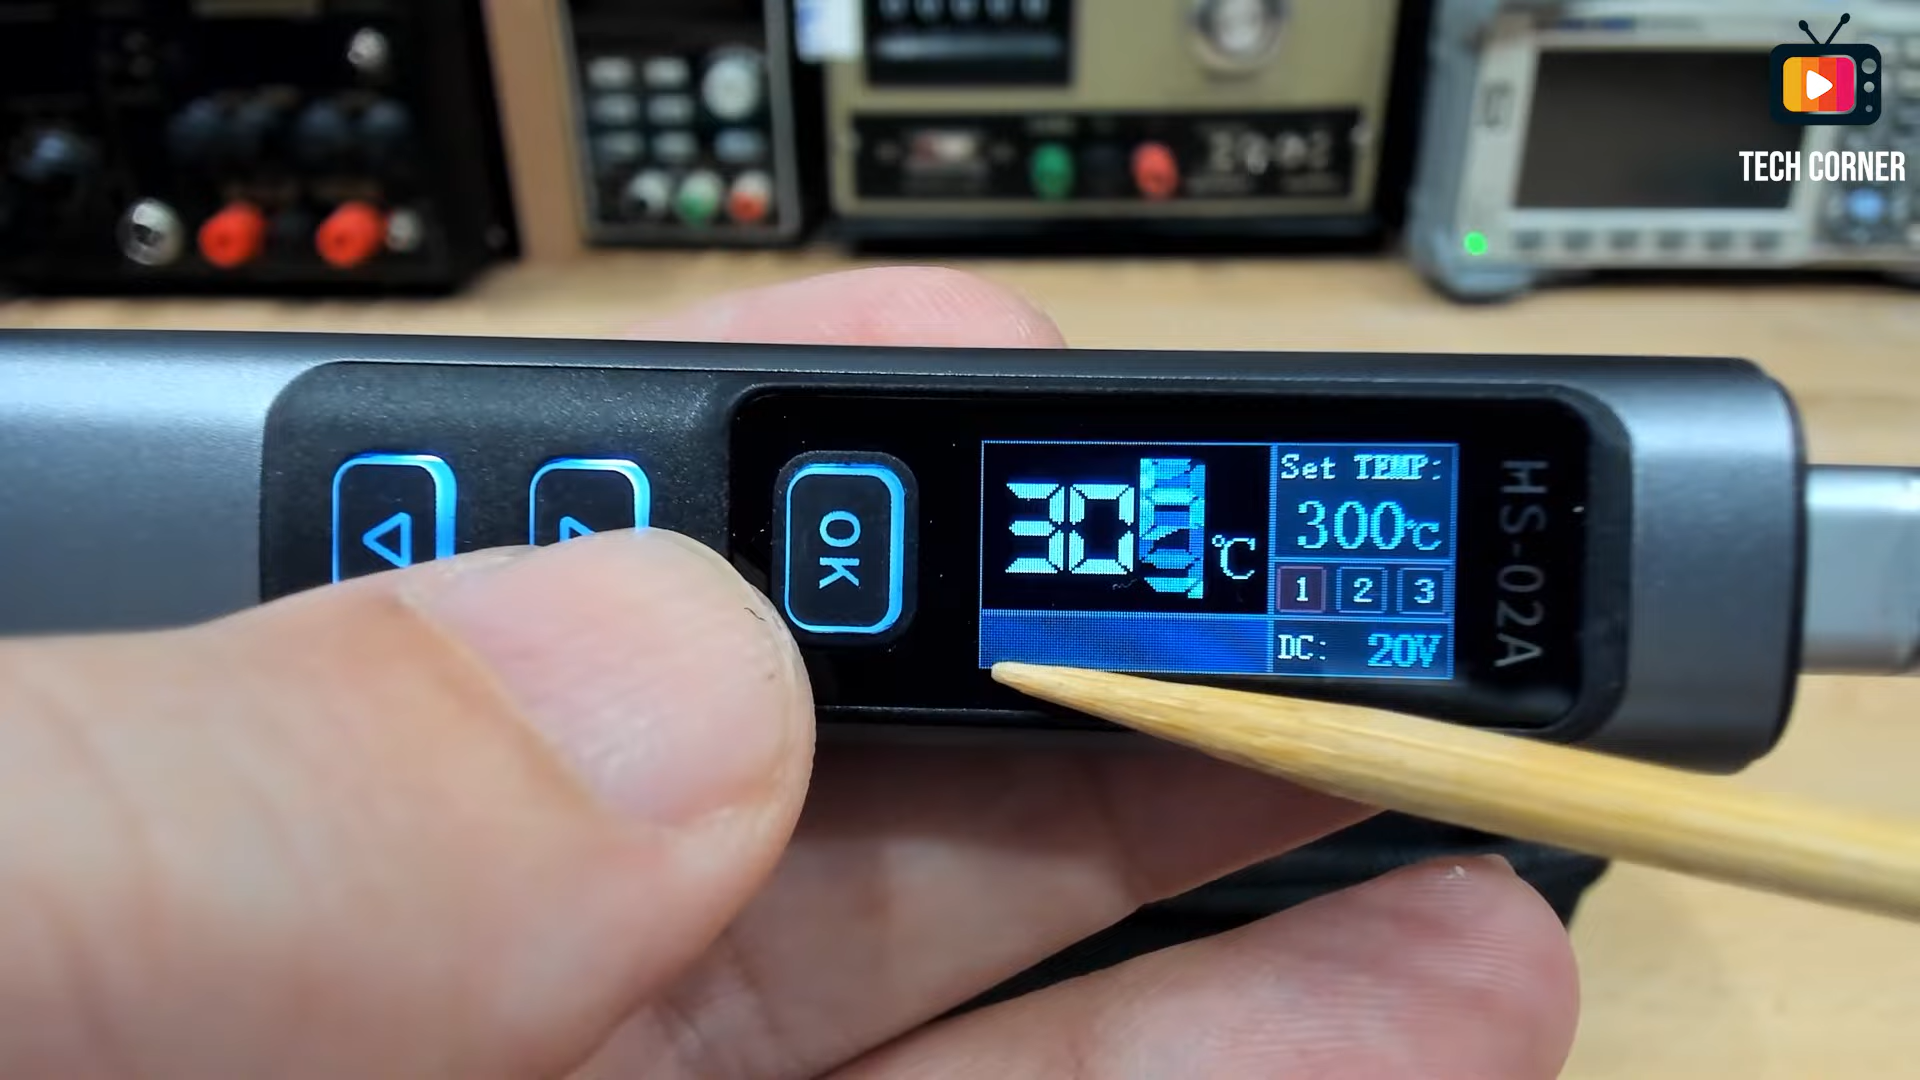 TECH CORNER
OK
30
°C
Set TEMP:
300°C
1 2 3
DC: 20V
HS-02A